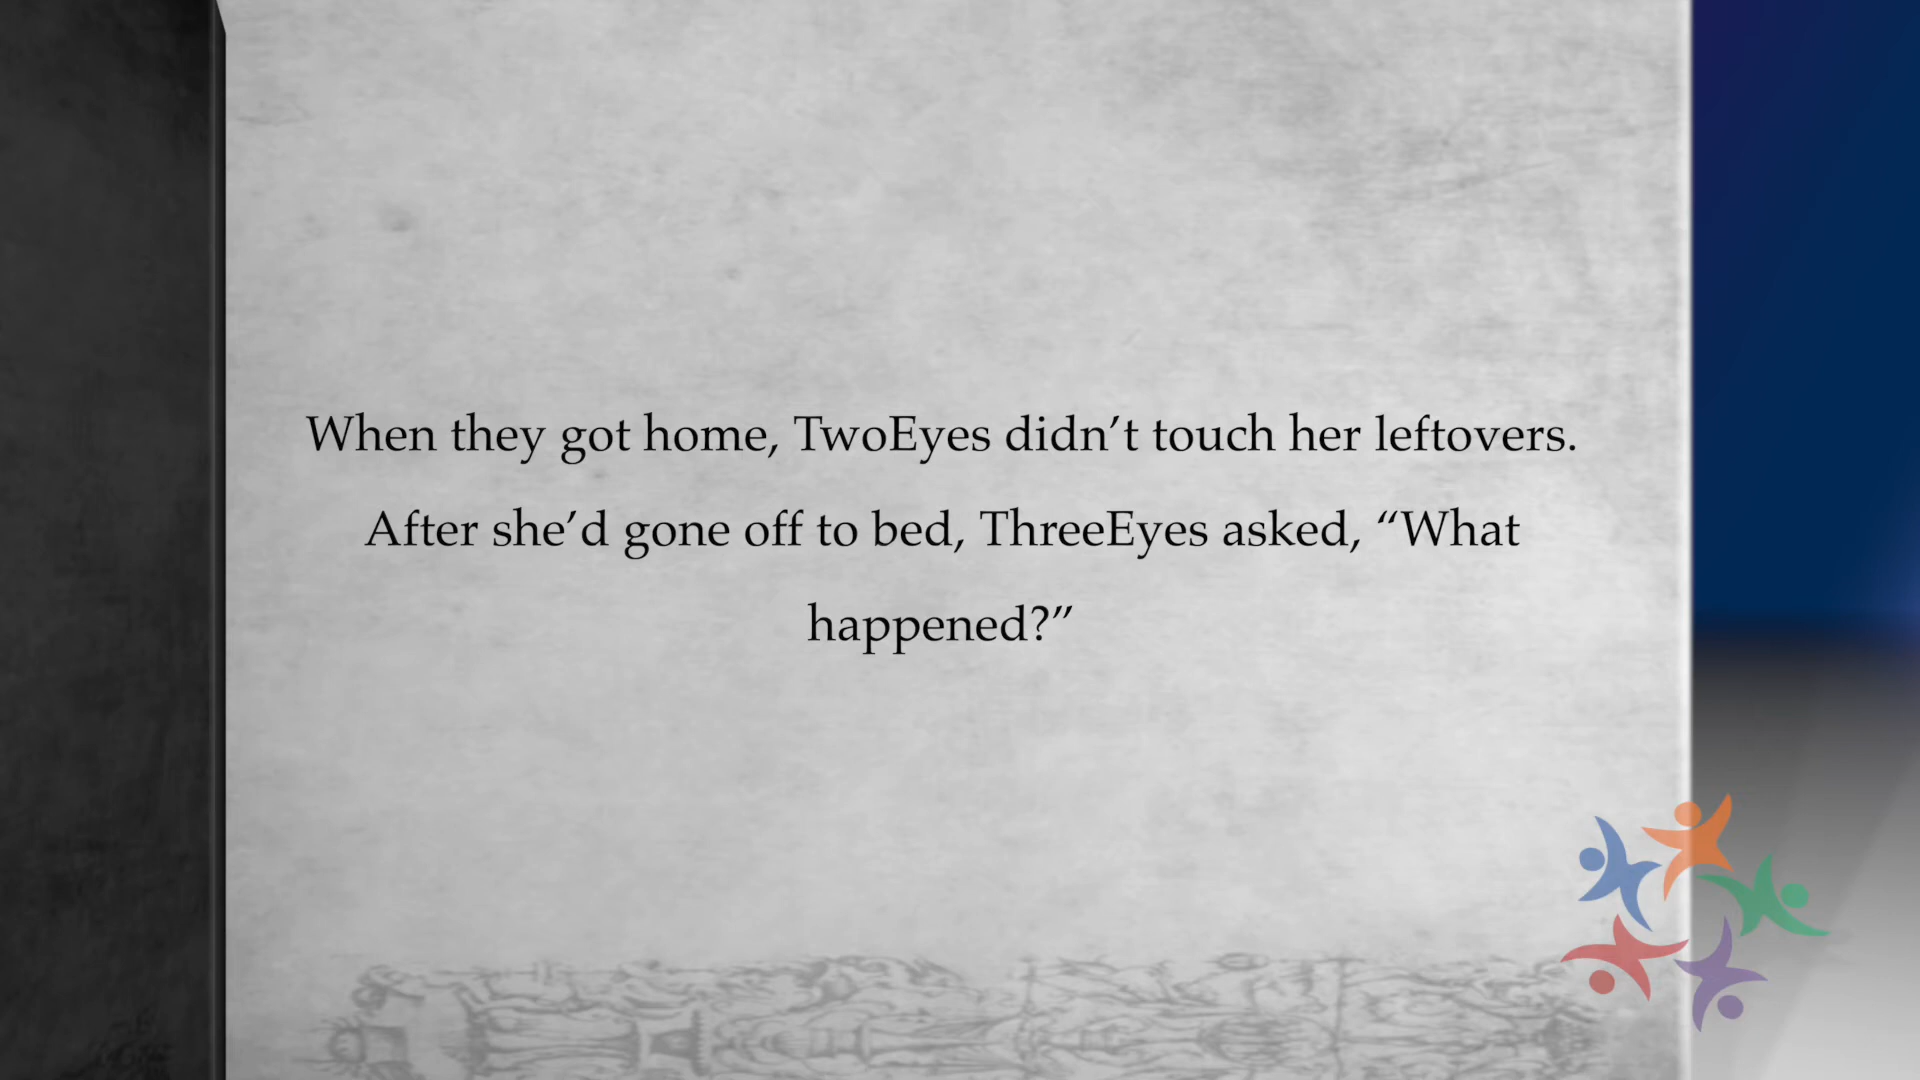 When they got home, TwoEyes didn’t touch her leftovers.
After she’d gone off to bed, ThreeEyes asked, “What
happened?”